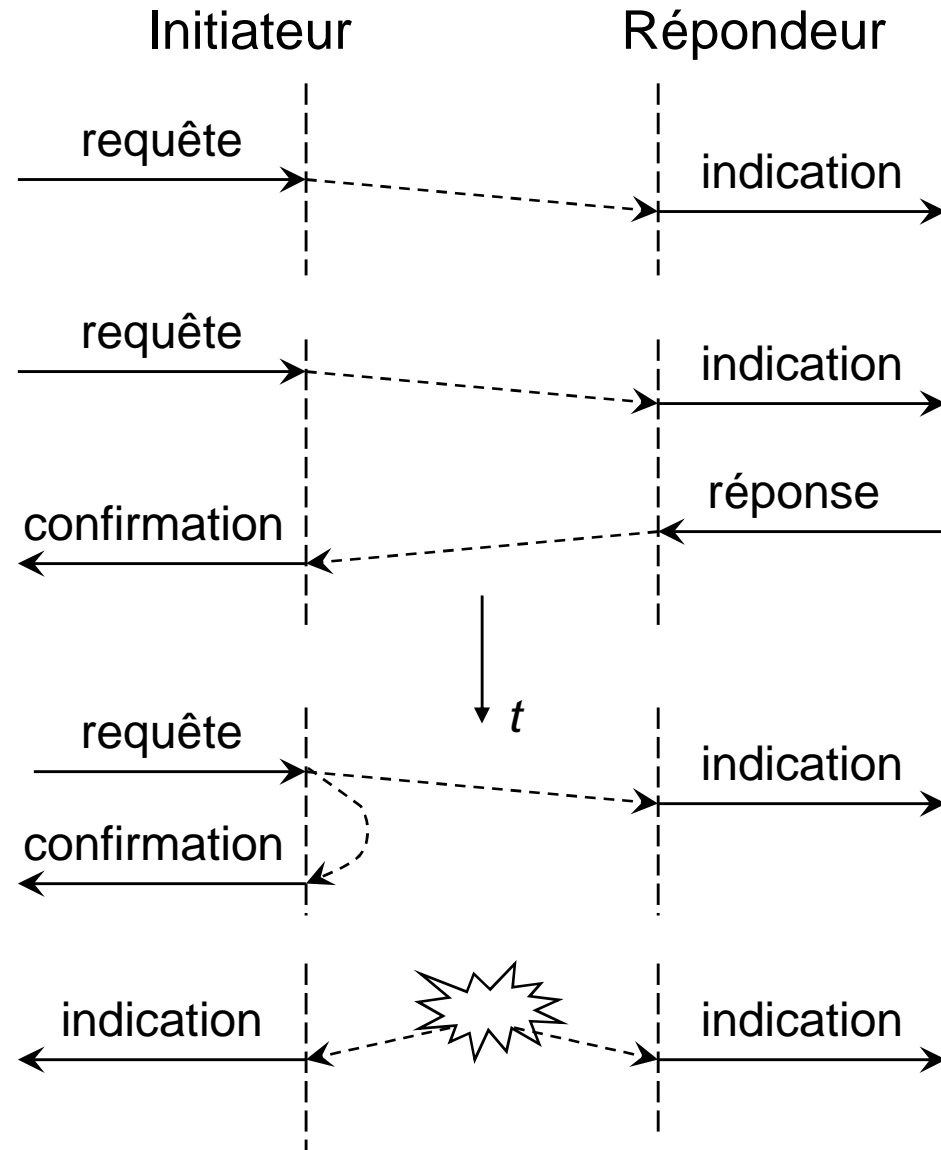 Initiateur Répondeur
requête
indication
requête
indication
réponse
confirmation
t
requête
indication
confirmation
indication indication